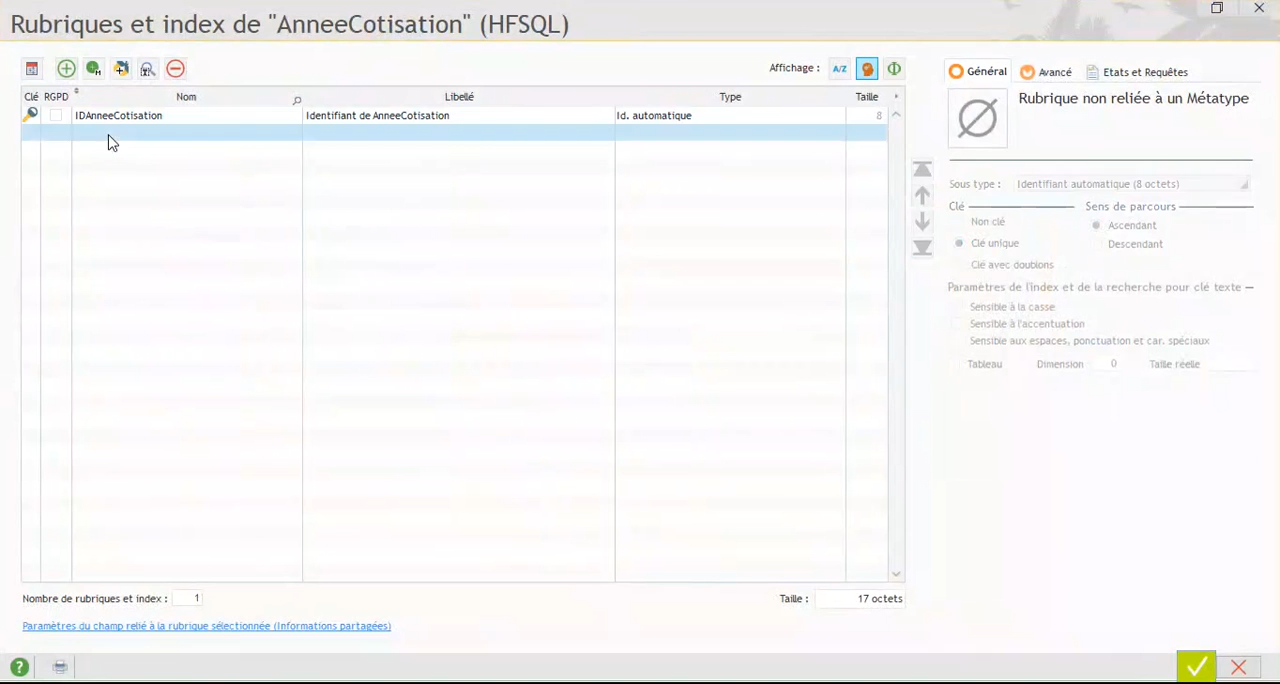 Rubriques et index de "AnneeCotisation" (HFSQL)
Affichage : A/Z
Clé RGPD Nom Libellé Type Taille
IDAnneeCotisation Identifiant de AnneeCotisation Id. automatique 8
Nombre de rubriques et index : 1 Taille : 17 octets
Paramètres du champ relié à la rubrique sélectionnée (Informations partagées)
Général Avancé Etats et Requêtes
Rubrique non reliée à un Métatype
Sous type : Identifiant automatique (8 octets)
Clé Sens de parcours
Non clé Ascendant
Clé unique Descendant
Clé avec doublons
Paramètres de l'index et de la recherche pour clé texte
Sensible à la casse
Sensible à l'accentuation
Sensible aux espaces, ponctuation et car. spéciaux
Tableau Dimension 0 Taille réelle